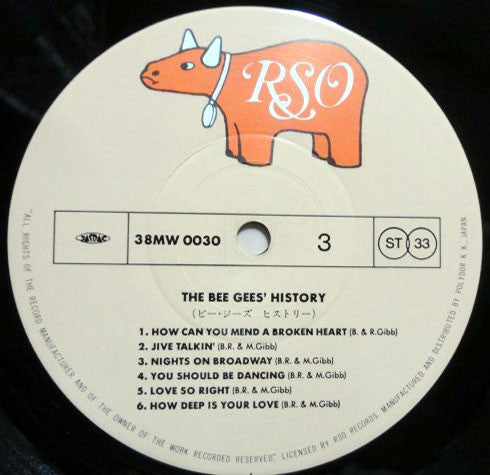 RSO
JASRAC
38MW 0030
3
ST 33
THE BEE GEES' HISTORY
(ビー・ジーズ ヒストリー)
1. HOW CAN YOU MEND A BROKEN HEART (B. & R.Gibb)
2. JIVE TALKIN' (B.R. & M.Gibb)
3. NIGHTS ON BROADWAY (B.R. & M.Gibb)
4. YOU SHOULD BE DANCING (B.R. & M.Gibb)
5. LOVE SO RIGHT (B.R. & M.Gibb)
6. HOW DEEP IS YOUR LOVE (B.R. & M.Gibb)
"ALL RIGHTS OF THE RECORD MANUFACTURER AND OF THE OWNER OF THE WORK RECORDED RESERVED." LICENSED BY RSO RECORDS. MANUFACTURED AND DISTRIBUTED BY POLYDOR K. K., JAPAN.